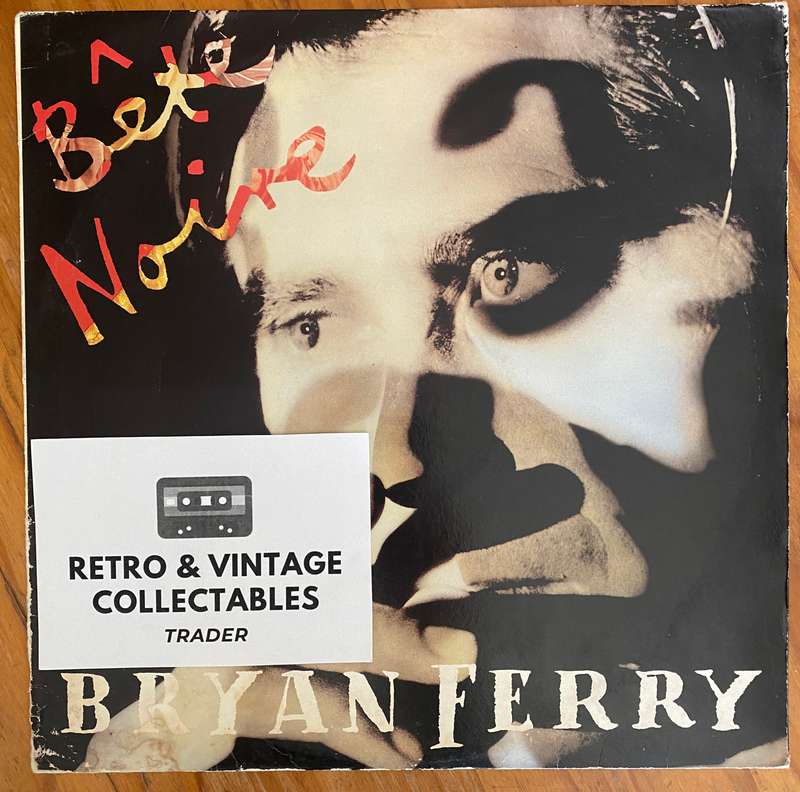 Bête
Noire
RETRO & VINTAGE
COLLECTABLES
TRADER
BRYAN FERRY